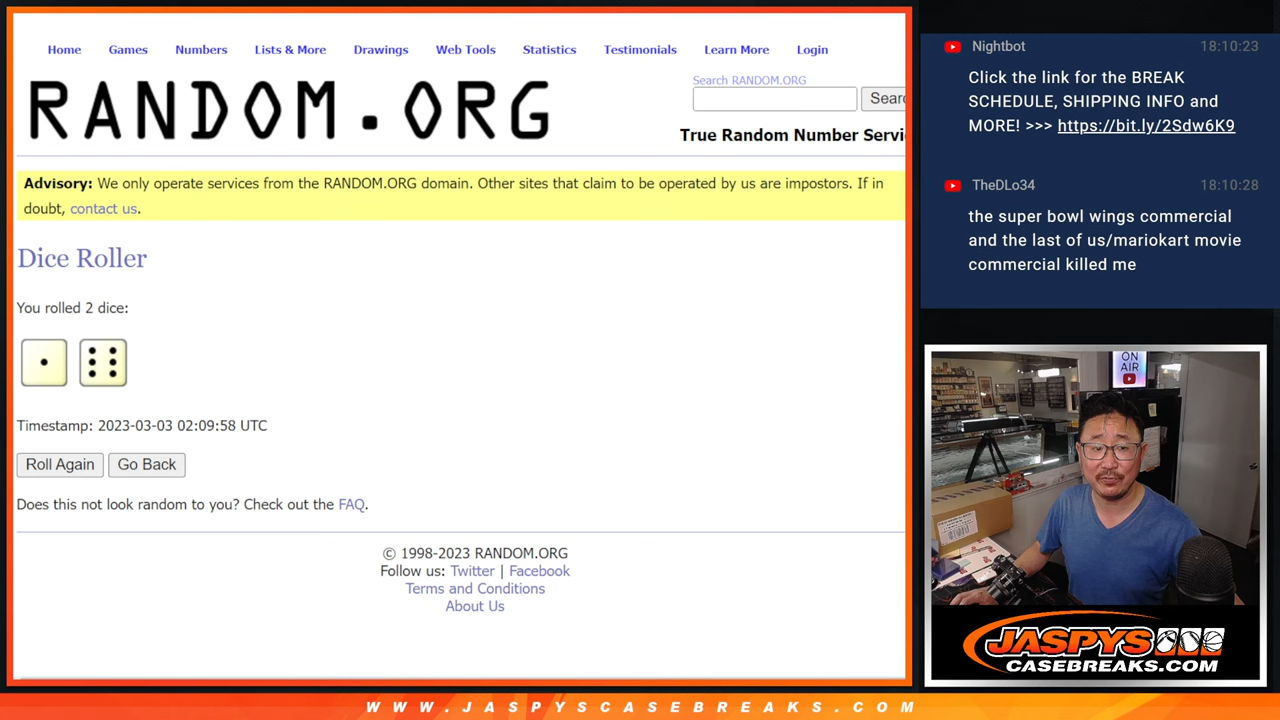 Home Games Numbers Lists & More Drawings Web Tools Statistics Testimonials Learn More Login
RANDOM.ORG
Search RANDOM.ORG
Sear
True Random Number Servi
Advisory: We only operate services from the RANDOM.ORG domain. Other sites that claim to be operated by us are impostors. If in
doubt, contact us.
Dice Roller
You rolled 2 dice:
Timestamp: 2023-03-03 02:09:58 UTC
Roll Again Go Back
Does this not look random to you? Check out the FAQ.
© 1998-2023 RANDOM.ORG
Follow us: Twitter | Facebook
Terms and Conditions
About Us
Nightbot 18:10:23
Click the link for the BREAK
SCHEDULE, SHIPPING INFO and
MORE! >>> https://bit.ly/2Sdw6K9
TheDLo34 18:10:28
the super bowl wings commercial
and the last of us/mariokart movie
commercial killed me
ON
AIR
JASPYS
CASEBREAKS.COM
WWW.JASPYSCASEBREAKS.COM